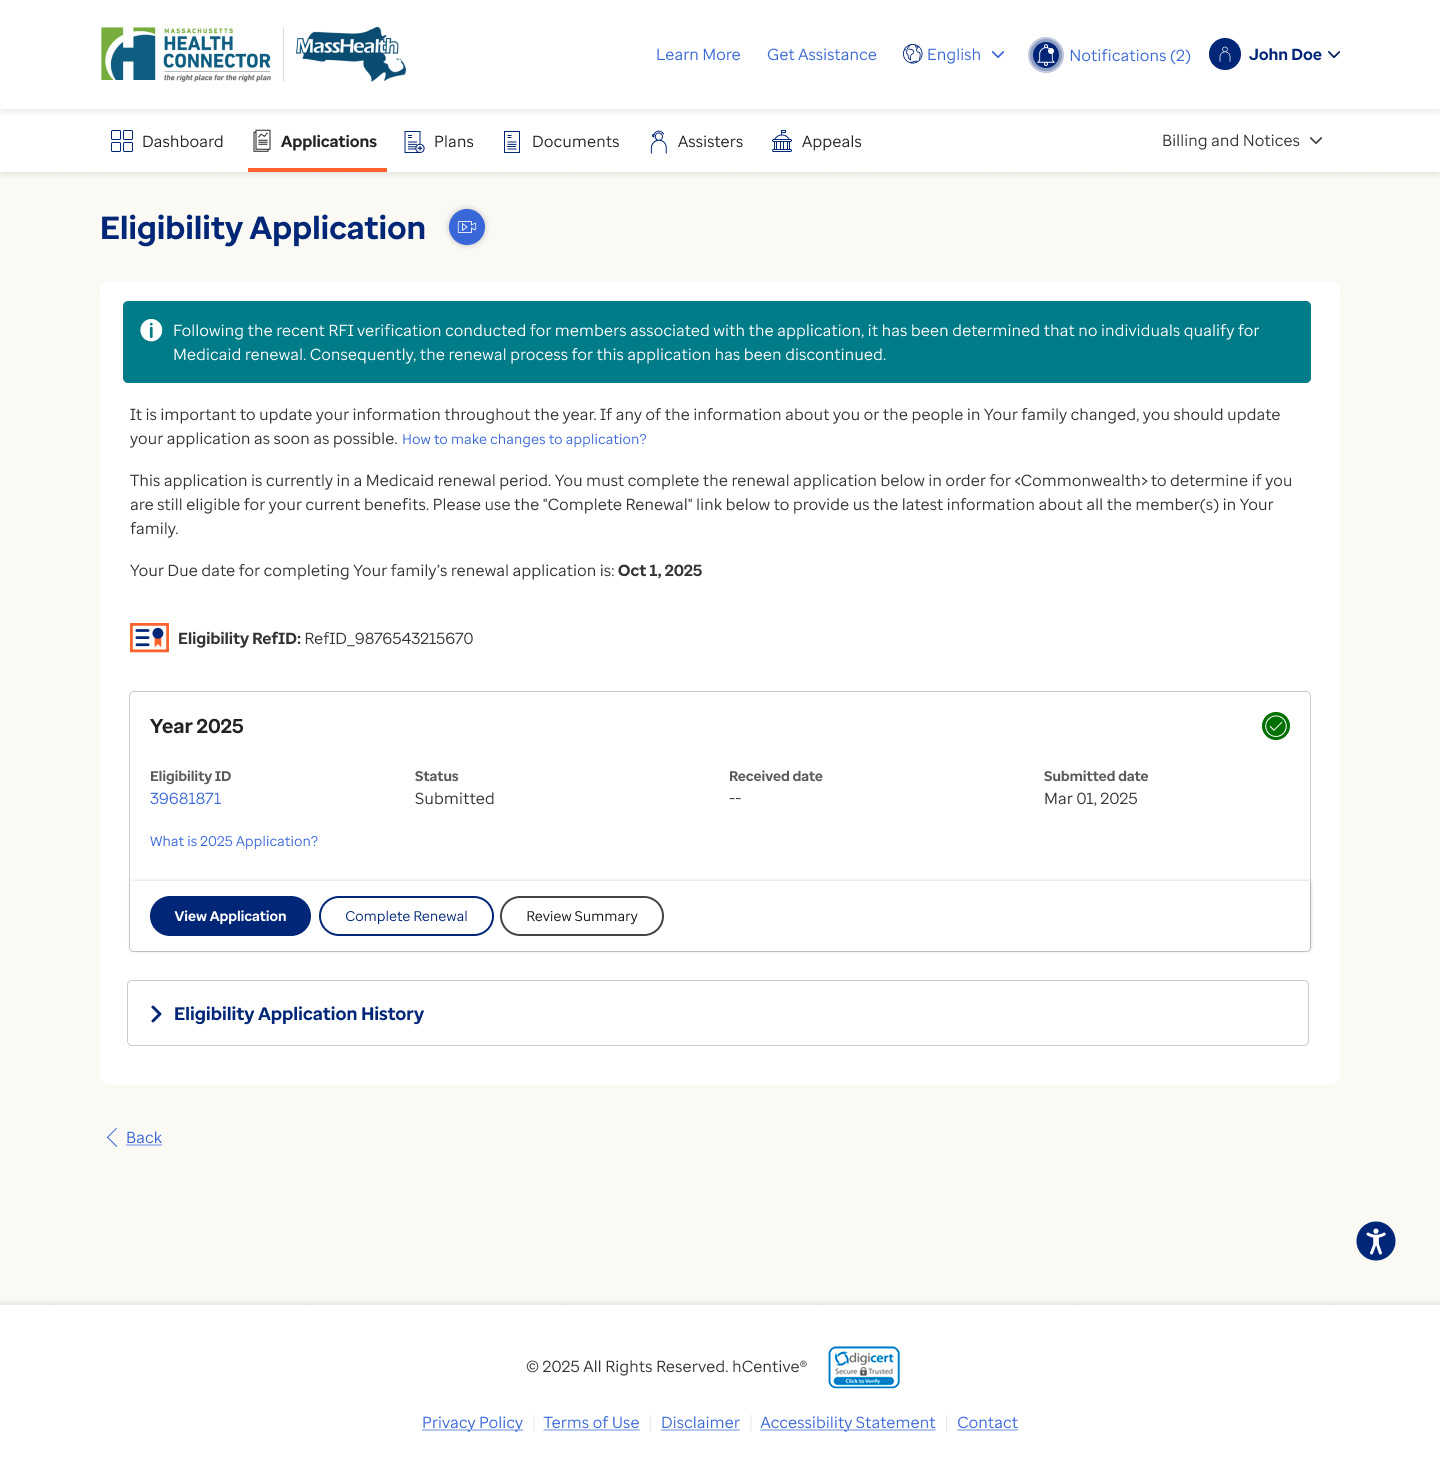 MASSACHUSETTS
HEALTH
CONNECTOR
the right place for the right plan
MassHealth
Learn More
Get Assistance
English
Notifications (2)
John Doe
Dashboard
Applications
Plans
Documents
Assisters
Appeals
Billing and Notices
Eligibility Application
Following the recent RFI verification conducted for members associated with the application, it has been determined that no individuals qualify for
Medicaid renewal. Consequently, the renewal process for this application has been discontinued.
It is important to update your information throughout the year. If any of the information about you or the people in Your family changed, you should update
your application as soon as possible. How to make changes to application?
This application is currently in a Medicaid renewal period. You must complete the renewal application below in order for <Commonwealth> to determine if you
are still eligible for your current benefits. Please use the "Complete Renewal" link below to provide us the latest information about all the member(s) in Your
family.
Your Due date for completing Your family's renewal application is: Oct 1, 2025
Eligibility RefID: RefID_9876543215670
Year 2025
Eligibility ID
39681871
Status
Submitted
Received date
--
Submitted date
Mar 01, 2025
What is 2025 Application?
View Application
Complete Renewal
Review Summary
Eligibility Application History
Back
© 2025 All Rights Reserved. hCentive®
digicert
Secure Trusted
Click to Verify
Privacy Policy
Terms of Use
Disclaimer
Accessibility Statement
Contact